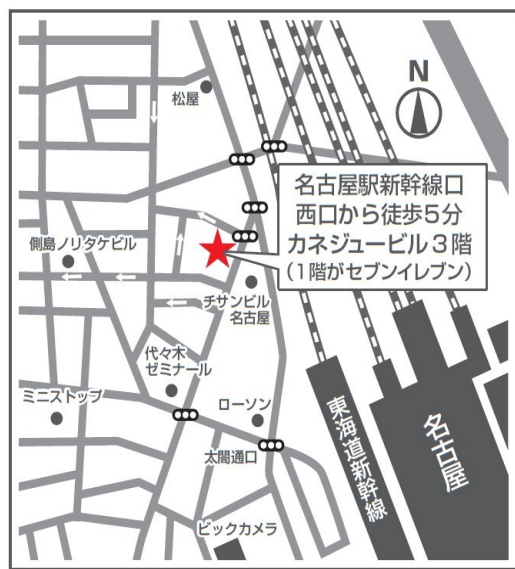 松屋
N
名古屋駅新幹線口
西口から徒歩5分
カネジュービル3階
(1階がセブンイレブン)
側島ノリタケビル
チサンビル
名古屋
代々木
ゼミナール
ミニストップ
ローソン
太閤通口
ビックカメラ
東海道新幹線
名古屋